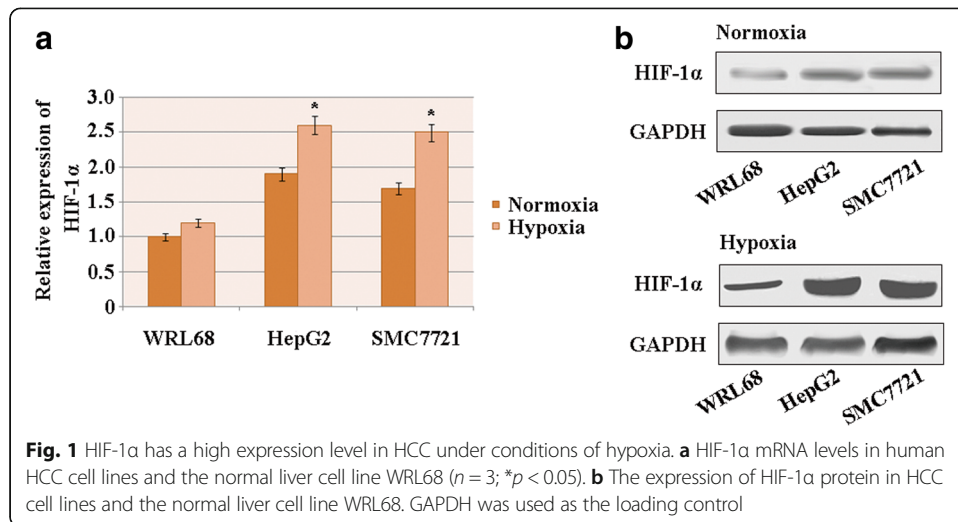 a
Relative expression of
HIF-1α
3.0
2.5
2.0
1.5
1.0
0.5
0
*
*
WRL68
HepG2
SMC7721
Normoxia
Hypoxia
b
Normoxia
HIF-1α
GAPDH
WRL68
HepG2
SMC7721
Hypoxia
HIF-1α
GAPDH
WRL68
HepG2
SMC7721
Fig. 1 HIF-1α has a high expression level in HCC under conditions of hypoxia. a HIF-1α mRNA levels in human
HCC cell lines and the normal liver cell line WRL68 (n = 3; *p < 0.05). b The expression of HIF-1α protein in HCC
cell lines and the normal liver cell line WRL68. GAPDH was used as the loading control